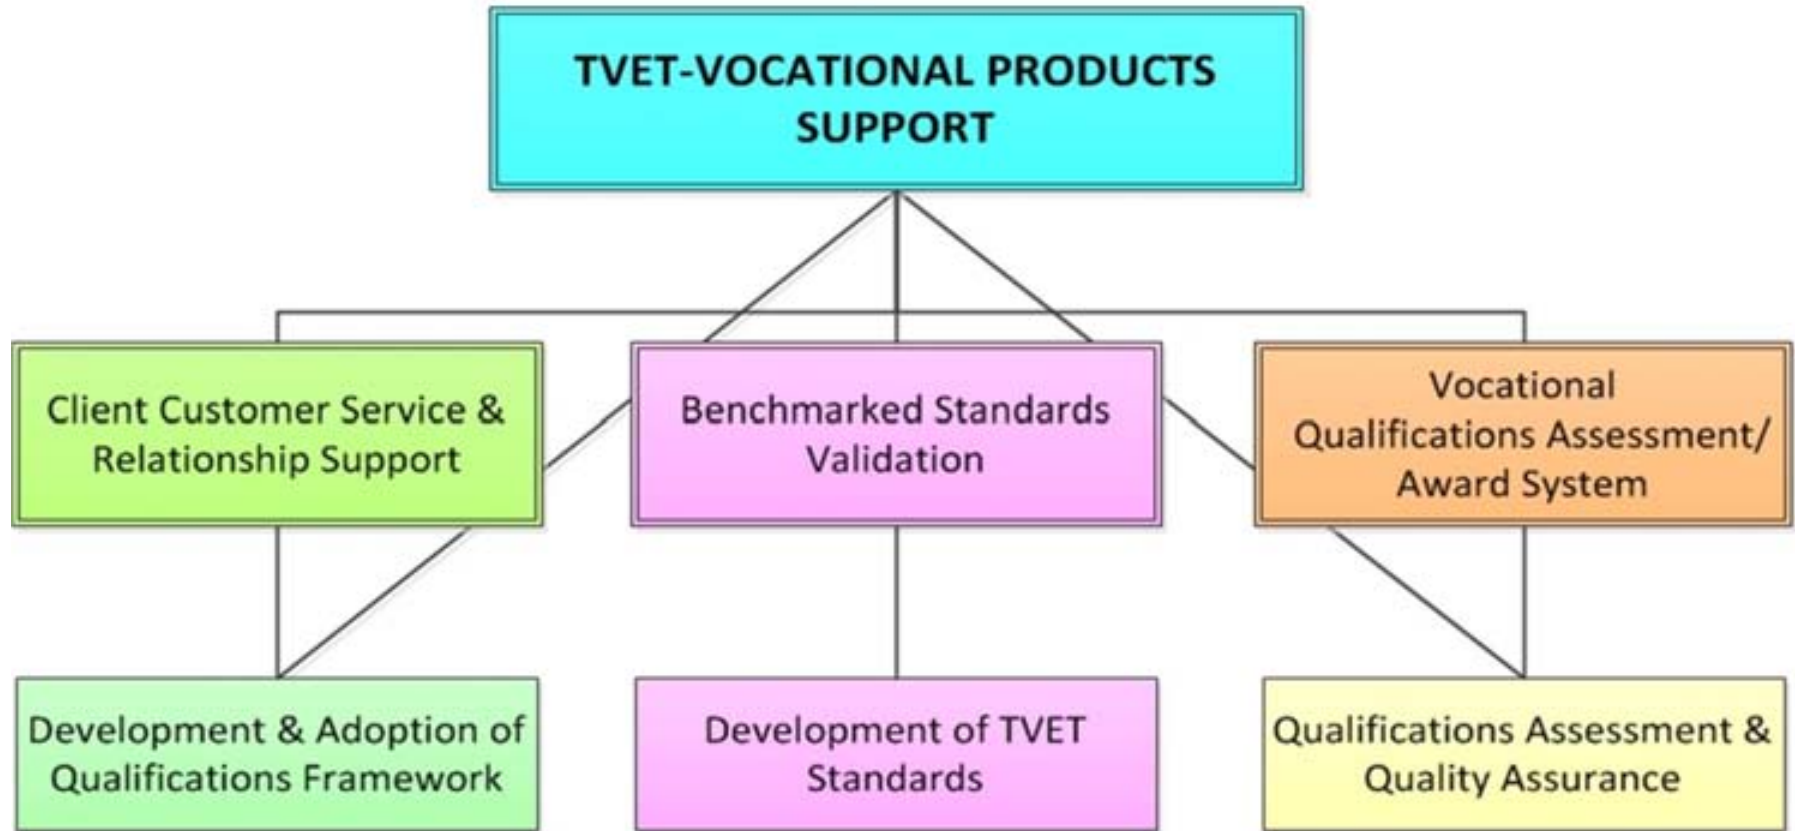 TVET-VOCATIONAL PRODUCTS
SUPPORT
Client Customer Service &
Relationship Support
Benchmarked Standards
Validation
Vocational
Qualifications Assessment/
Award System
Development & Adoption of
Qualifications Framework
Development of TVET
Standards
Qualifications Assessment &
Quality Assurance